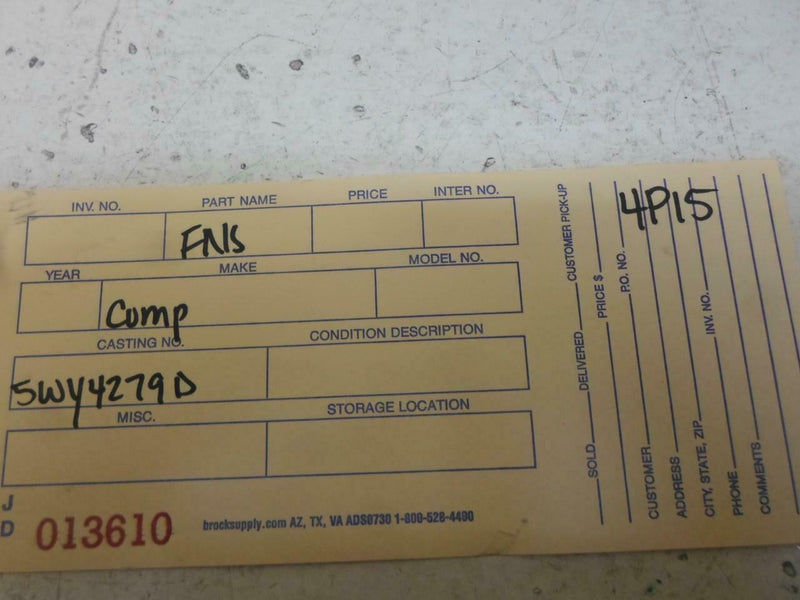 INV. NO. PART NAME PRICE INTER NO.
FNS
YEAR MAKE MODEL NO.
Comp
CASTING NO. CONDITION DESCRIPTION
5WY4279D
MISC. STORAGE LOCATION
J
D 013610
brocksupply.com AZ, TX, VA ADS0730 1-800-528-4400
4P15
SOLD DELIVERED CUSTOMER PICK-UP
PRICE $
P.O. NO.
CUSTOMER
ADDRESS
CITY, STATE, ZIP INV. NO.
PHONE
COMMENTS